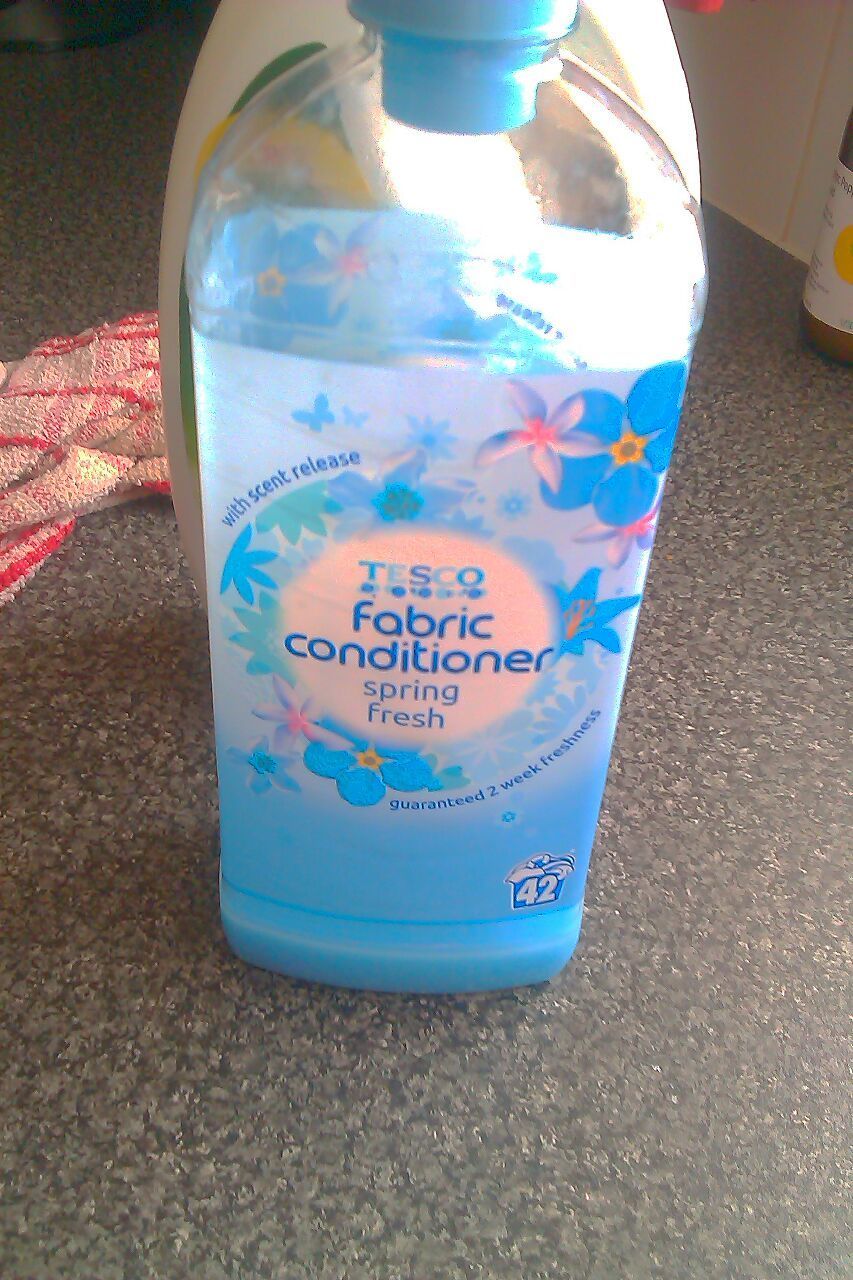 with scent release
TESCO
fabric
conditioner
spring
fresh
guaranteed 2 week freshness
42